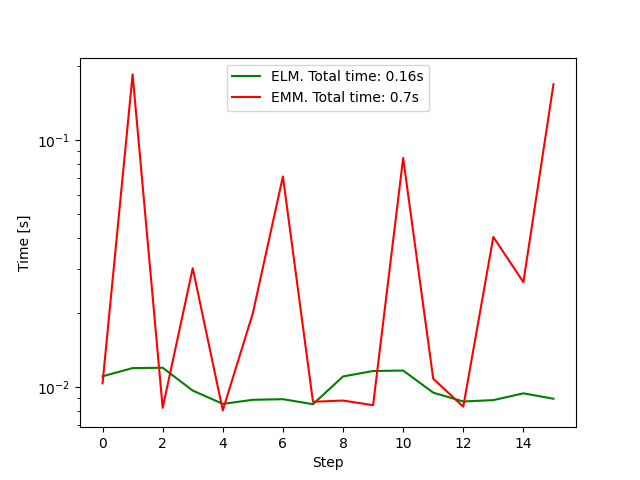 ELM. Total time: 0.16s
EMM. Total time: 0.7s
10⁻¹
10⁻²
Time [s]
0 2 4 6 8 10 12 14
Step